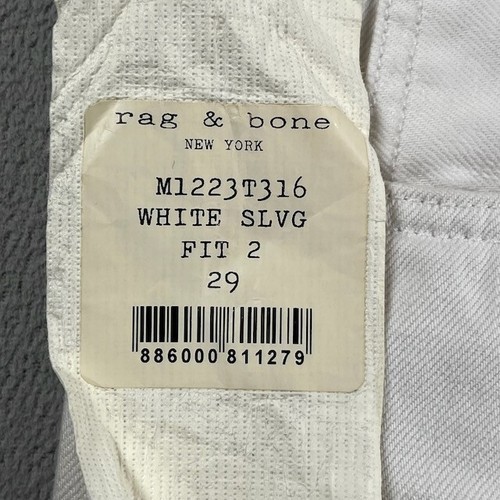 rag & bone
NEW YORK
M1223T316
WHITE SLVG
FIT 2
29
886000 811279